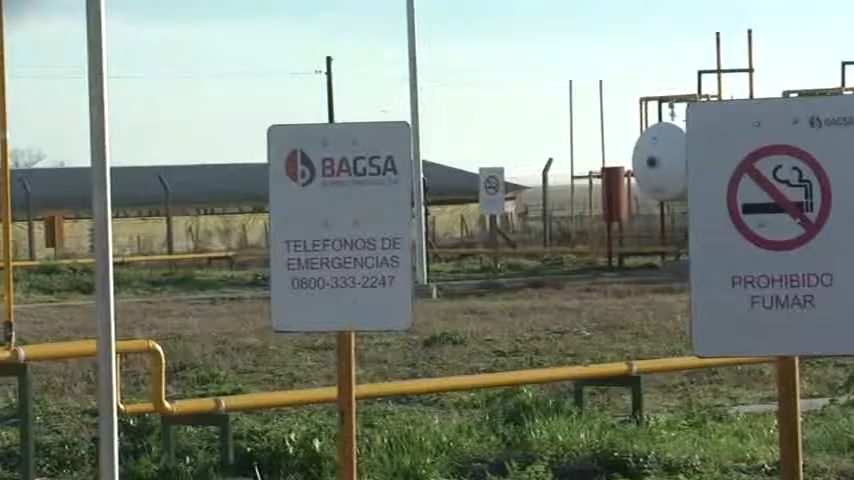 BAGSA
TELEFONOS DE
EMERGENCIAS
0800-333-2247
BAGSA
PROHIBIDO
FUMAR